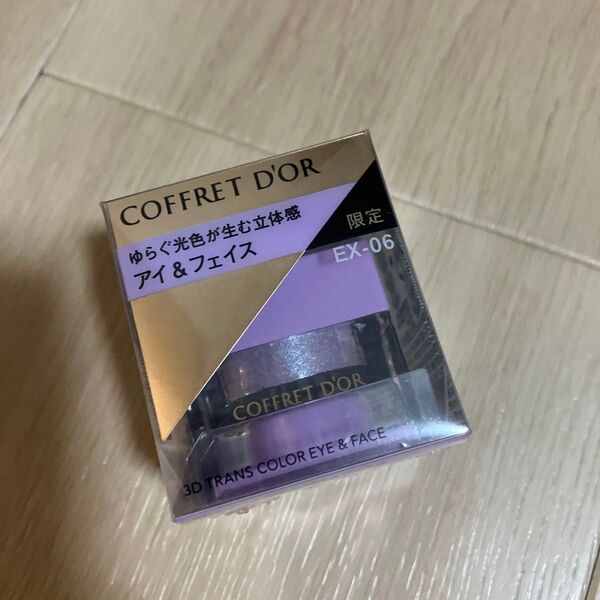 COFFRET D'OR
ゆらぐ光色が生む立体感
アイ&フェイス
限定
EX-06
COFFRET D'OR
3D TRANS COLOR EYE & FACE